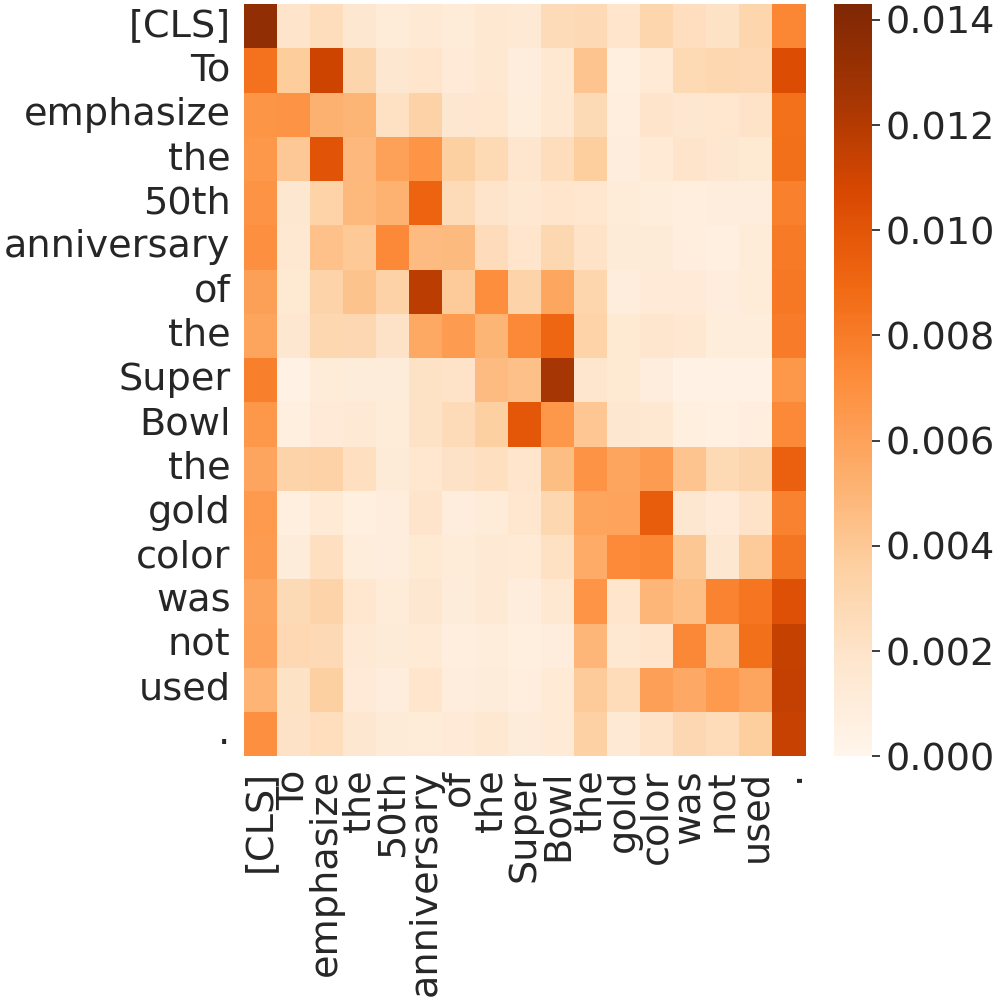 [CLS]
To
emphasize
the
50th
anniversary
of
the
Super
Bowl
the
gold
color
was
not
used
.
[CLS]
To
emphasize
the
50th
anniversary
of
the
Super
Bowl
the
gold
color
was
not
used
.
0.014
0.012
0.010
0.008
0.006
0.004
0.002
0.000